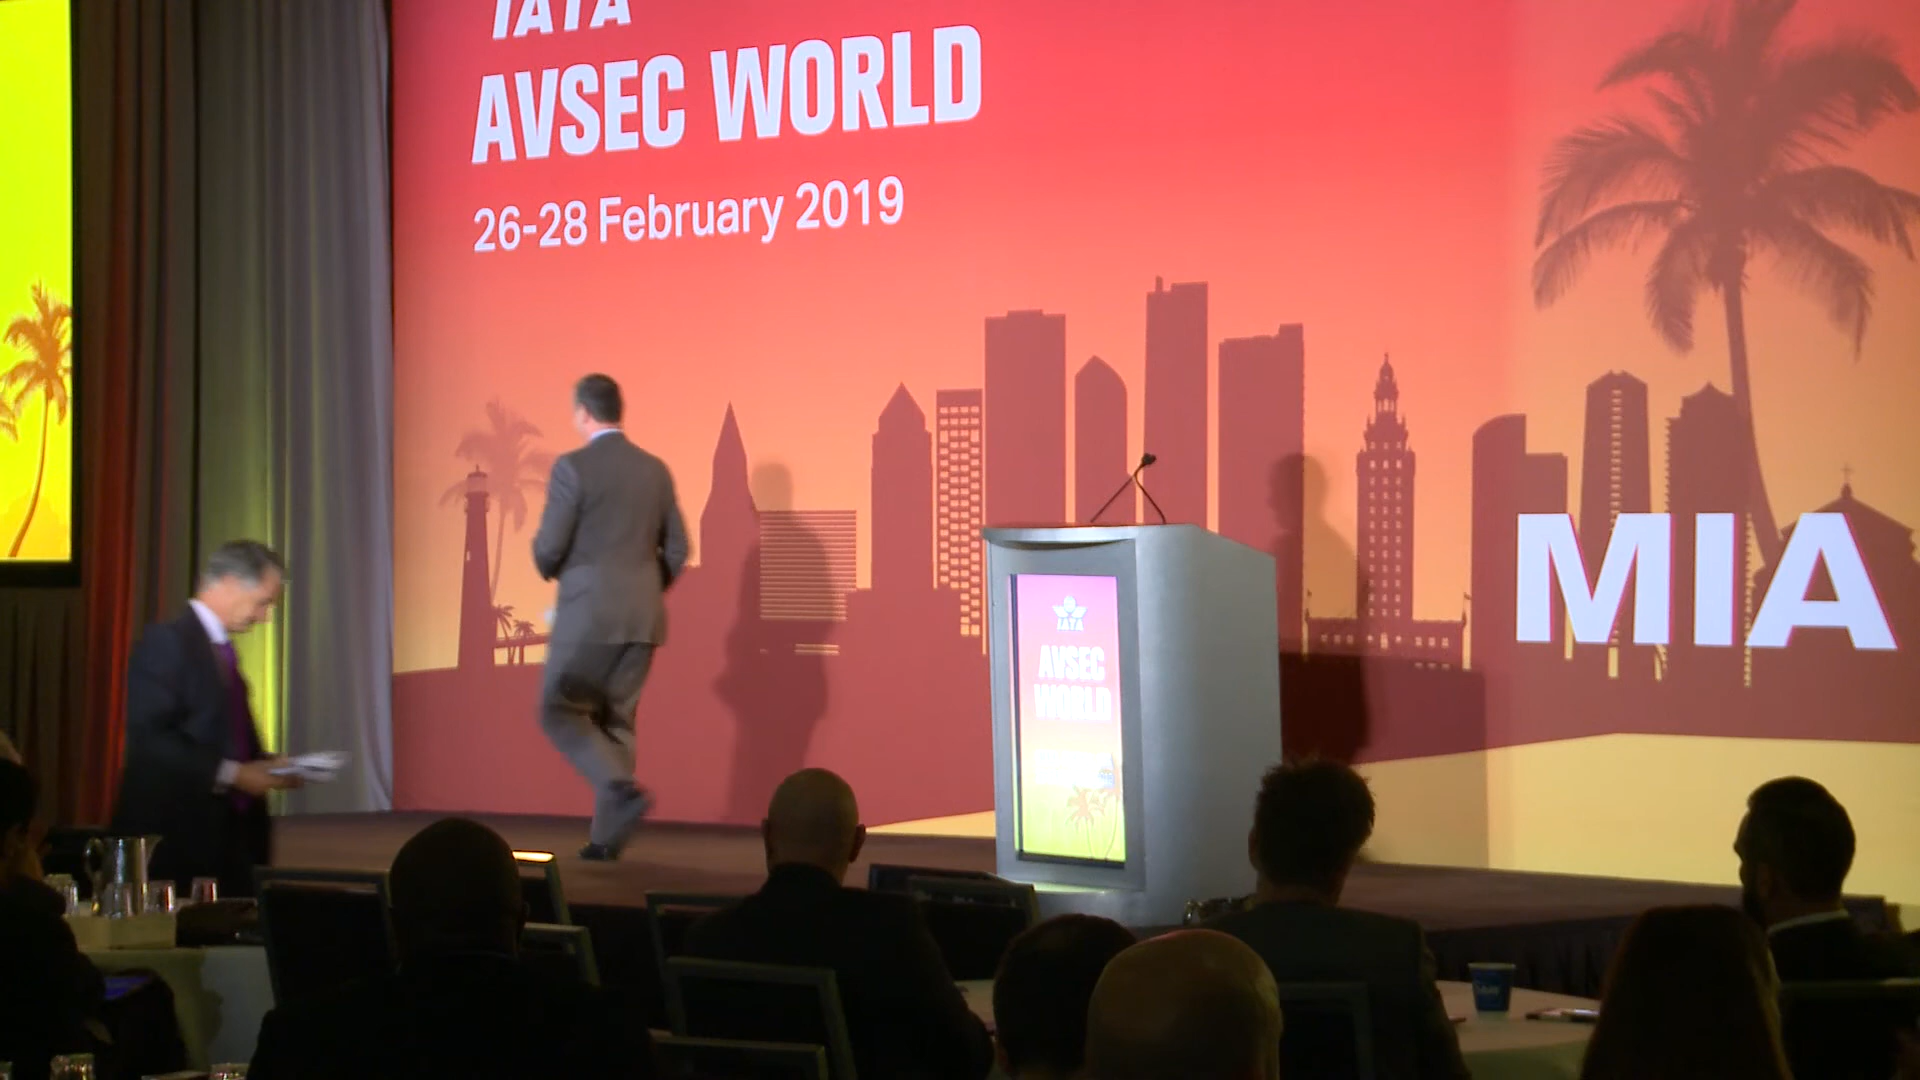 IATA
AVSEC WORLD
26-28 February 2019
MIA
IATA
AVSEC
WORLD